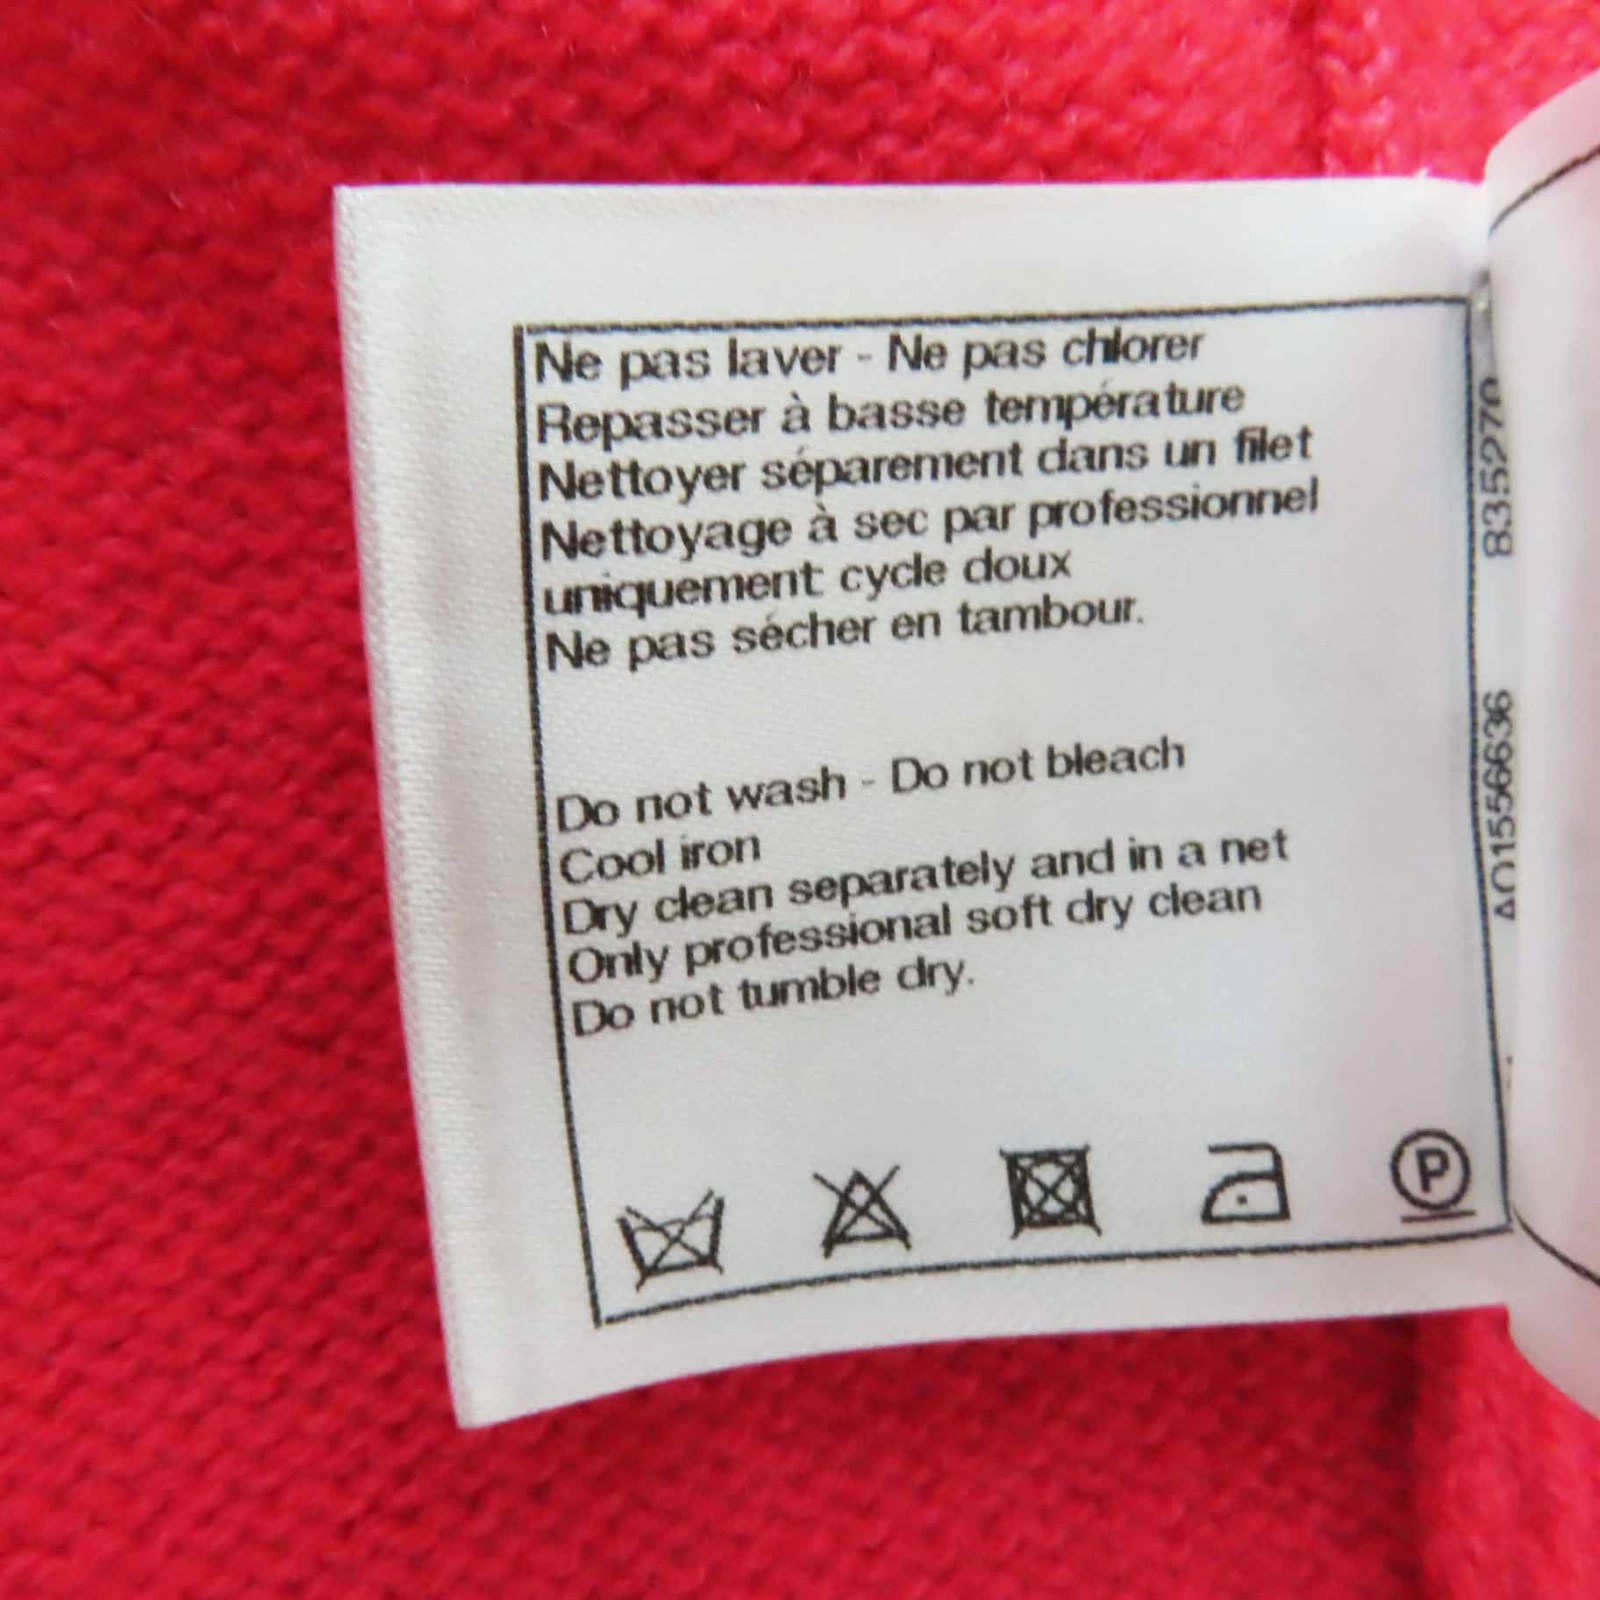 Ne pas laver - Ne pas chlorer
Repasser à basse température
Nettoyer séparement dans un filet
Nettoyage à sec par professionnel
uniquement cycle doux
Ne pas sécher en tambour.
Do not wash - Do not bleach
Cool iron
Dry clean separately and in a net
Only professional soft dry clean
Do not tumble dry.
P
835270
A01556636